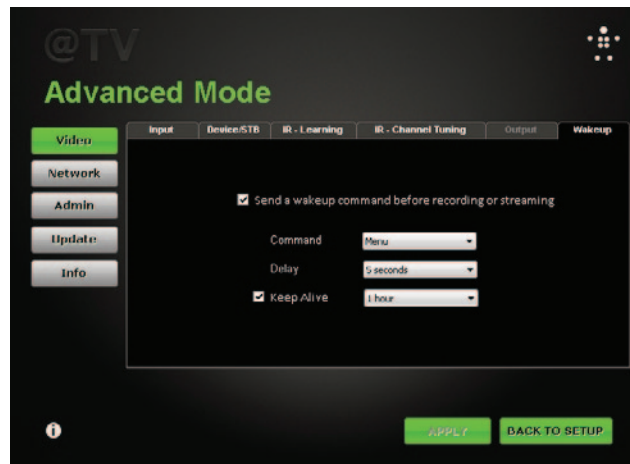 @TV
Advanced Mode
Input Device/STB IR - Learning IR - Channel Tuning Output Wakeup
Video
Network
Admin
Update
Info
Send a wakeup command before recording or streaming
Command Menu
Delay 5 seconds
Keep Alive 1 hour
APPLY BACK TO SETUP